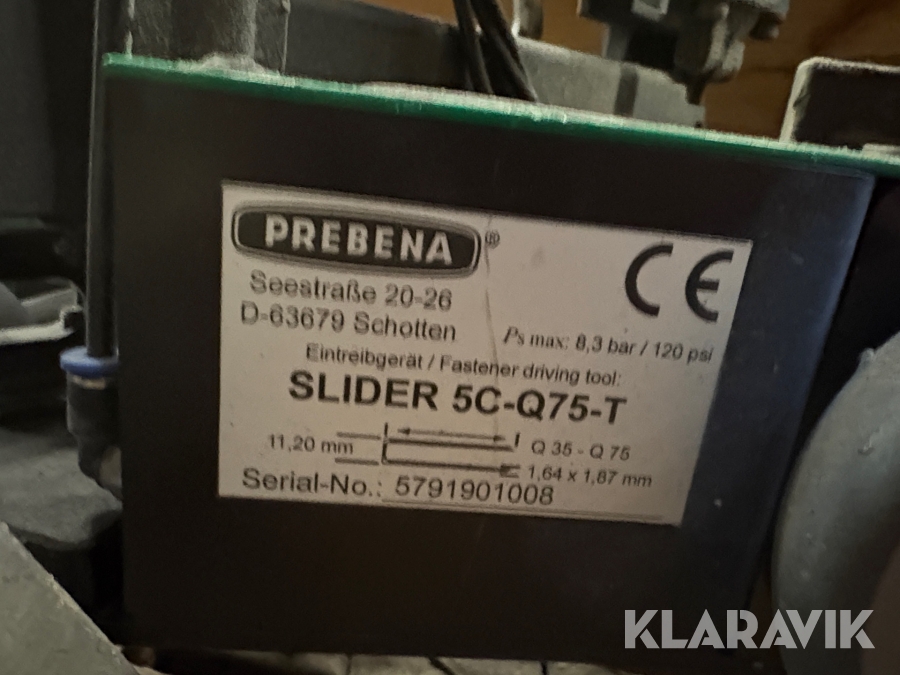 PREBENA®
CE
Seestraße 20-26
D-63679 Schotten
Ps max: 8,3 bar / 120 psi
Eintreibgerät / Fastener driving tool:
SLIDER 5C-Q75-T
11,20 mm
l
Q 35 - Q 75
1,64 x 1,87 mm
Serial-No.: 5791901008
KLARAVIK